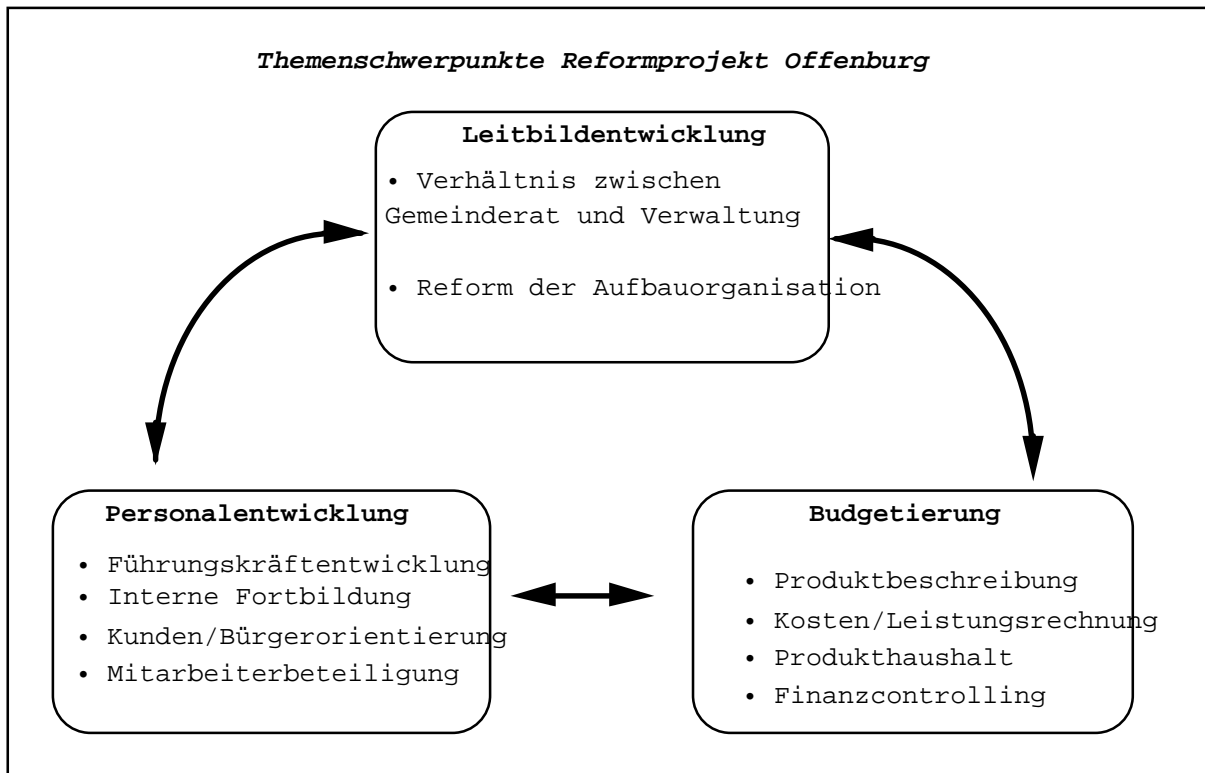 Themenschwerpunkte Reformprojekt Offenburg
Leitbildentwicklung
• Verhältnis zwischen
Gemeinderat und Verwaltung
• Reform der Aufbauorganisation
Personalentwicklung
• Führungskräftentwicklung
• Interne Fortbildung
• Kunden/Bürgerorientierung
• Mitarbeiterbeteiligung
Budgetierung
• Produktbeschreibung
• Kosten/Leistungsrechnung
• Produkthaushalt
• Finanzcontrolling